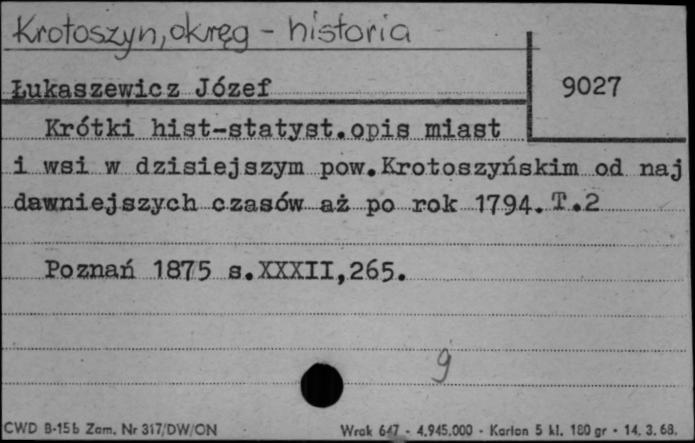 Krotoszyn, okręg - historia
Łukaszewicz Józef
9027
Krótki hist-statyst.opis miast
i wsi w dzisiejszym pow.Krotoszyńskim od naj
dawniejszych czasów aż po rok 1794. T.2
Poznań 1875 s.XXXII,265.
g
CWD B-15b Zam. Nr 317/DW/ON
Wrak 647 - 4.945.000 - Karton 5 kl. 180 gr - 14. 3. 68.